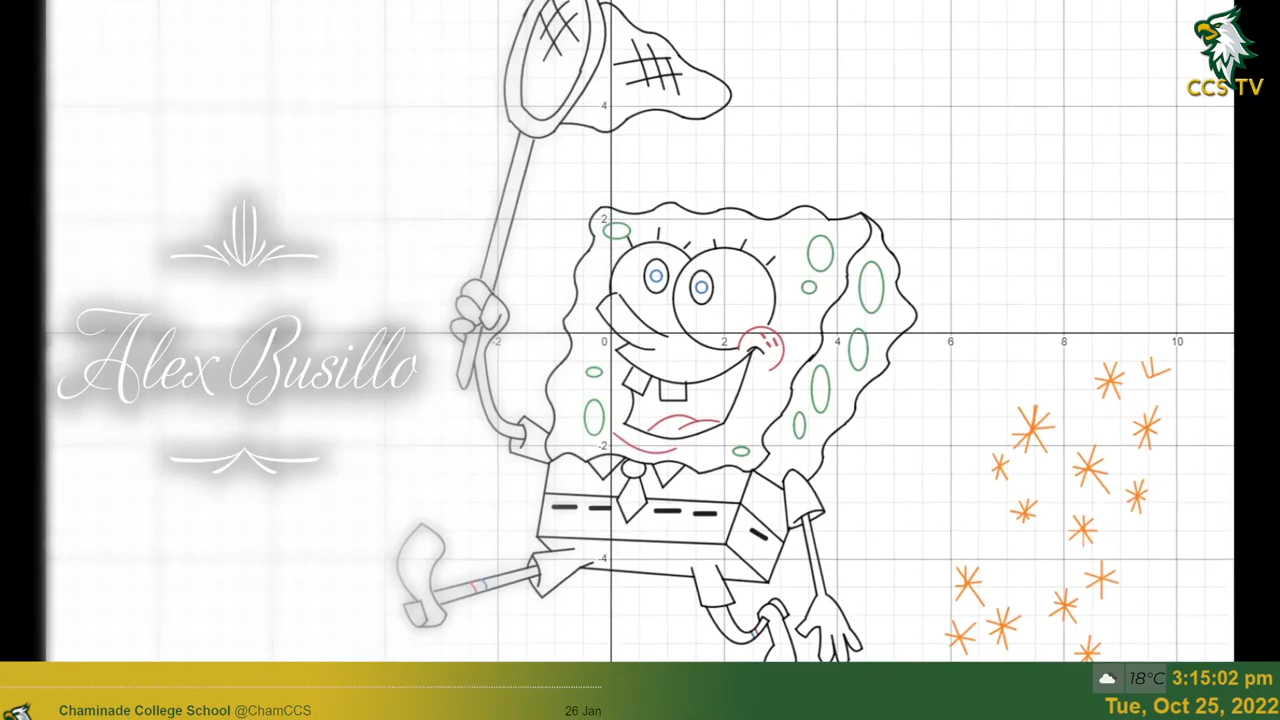 CCS TV
4
2
-2
2
4
6
8
10
-2
-4
Alex Busillo
18°C
3:15:02 pm
Tue, Oct 25, 2022
Chaminade College School @ChamCCS
26 Jan